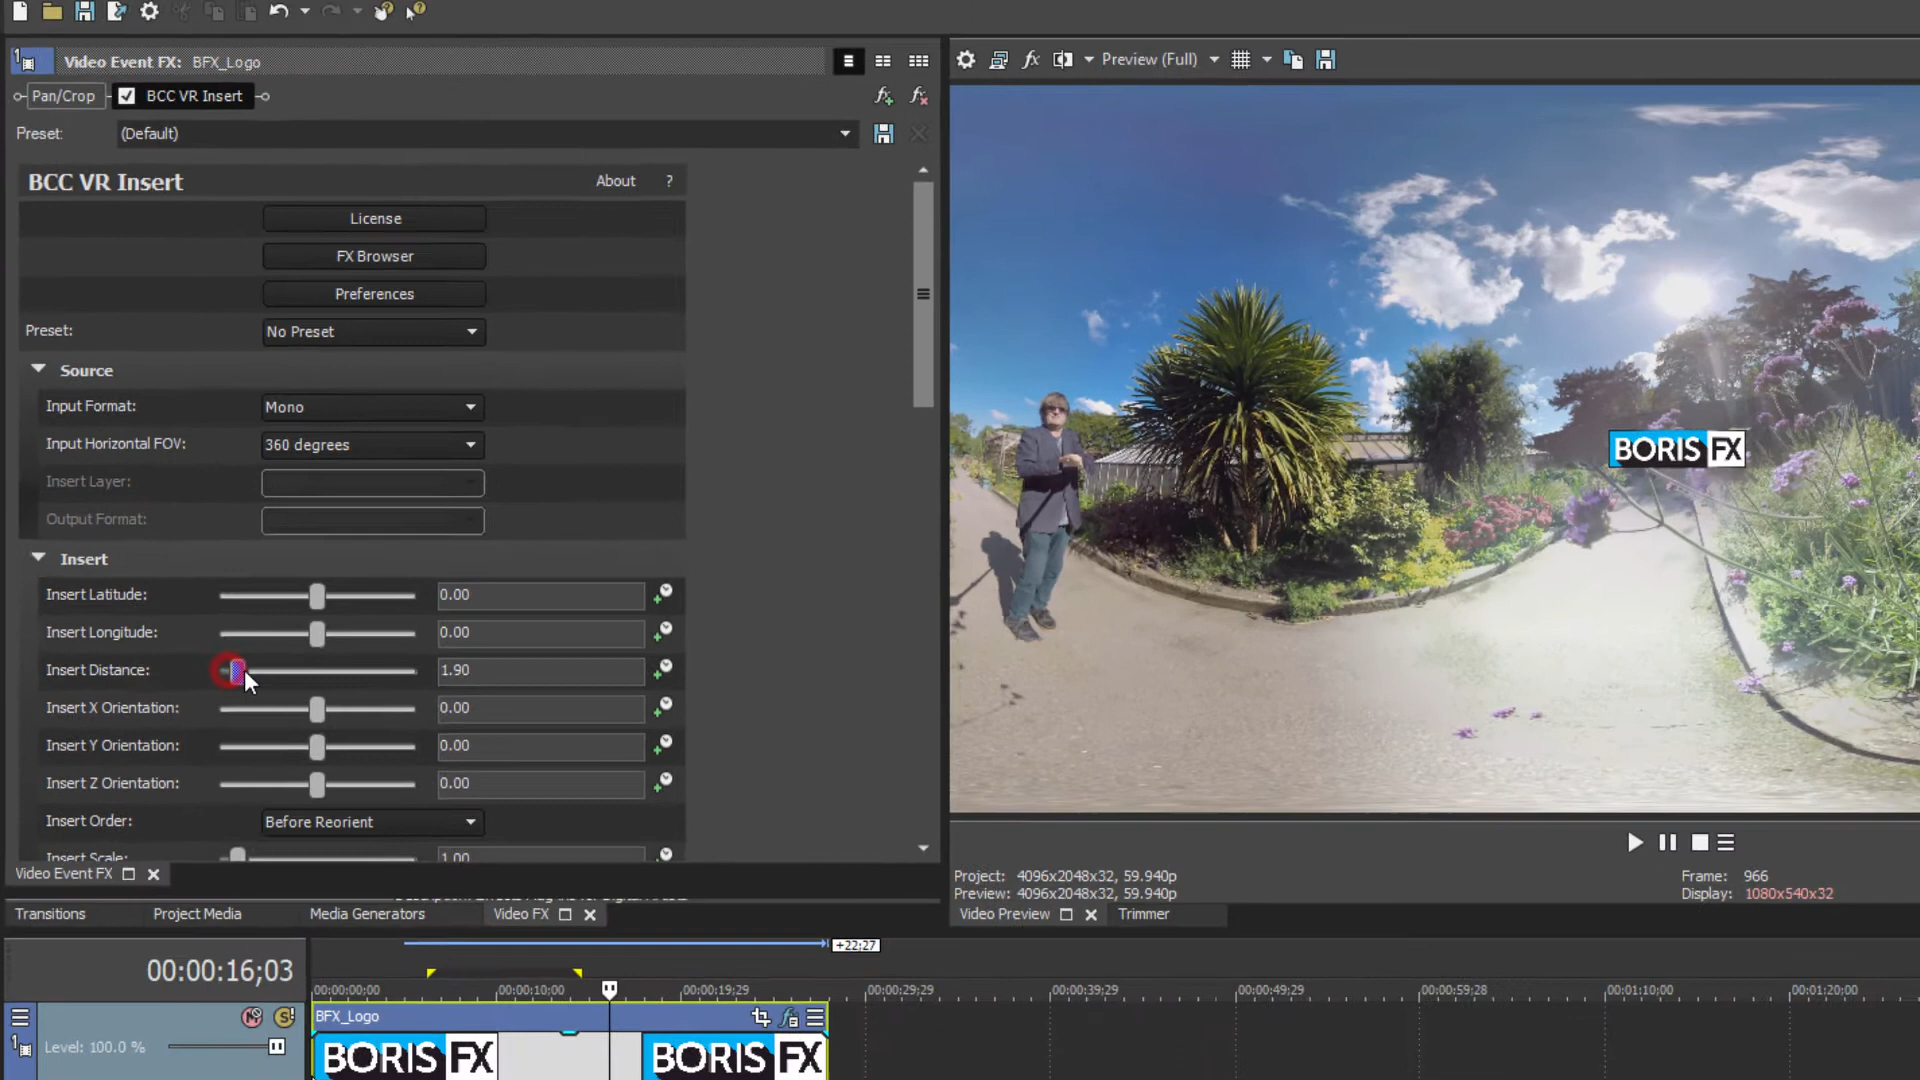 Video Event FX: BFX_Logo
Pan/Crop
BCC VR Insert
Preset: (Default)
BCC VR Insert
About ?
License
FX Browser
Preferences
Preset: No Preset
Source
Input Format: Mono
Input Horizontal FOV: 360 degrees
Insert Layer:
Output Format:
Insert
Insert Latitude: 0.00
Insert Longitude: 0.00
Insert Distance: 1.90
Insert X Orientation: 0.00
Insert Y Orientation: 0.00
Insert Z Orientation: 0.00
Insert Order: Before Reorient
Insert Scale: 1.00
Video Event FX
Preview (Full)
BORIS FX
Project: 4096x2048x32, 59.940p
Preview: 4096x2048x32, 59.940p
Frame: 966
Display: 1080x540x32
Video Preview
Trimmer
Transitions
Project Media
Media Generators
Video FX
+22;27
00:00:16;03
00:00:00;00
00:00:10;00
00:00:19;29
00:00:29;29
00:00:39;29
00:00:49;29
00:00:59;28
00:01:10;00
00:01:20;00
BFX_Logo
1
Level: 100.0 %
BORIS FX
BORIS FX